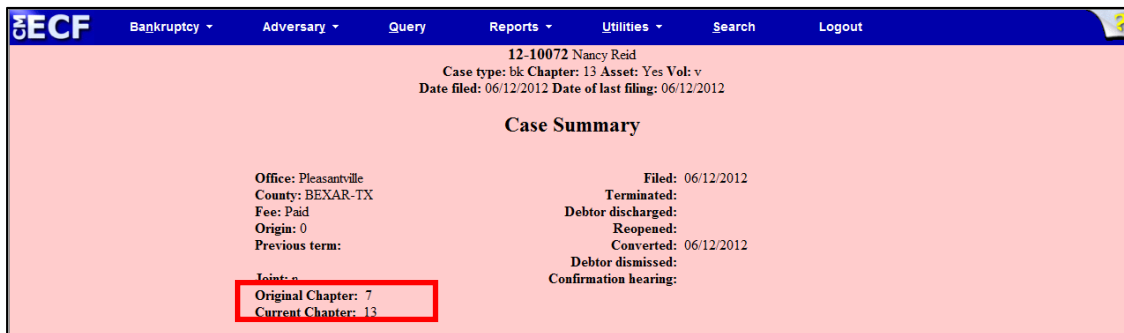 CM ECF Bankruptcy Adversary Query Reports Utilities Search Logout ?
12-10072 Nancy Reid
Case type: bk Chapter: 13 Asset: Yes Vol: v
Date filed: 06/12/2012 Date of last filing: 06/12/2012
Case Summary
Office: Pleasantville Filed: 06/12/2012
County: BEXAR-TX Terminated:
Fee: Paid Debtor discharged:
Origin: 0 Reopened:
Previous term: Converted: 06/12/2012
Debtor dismissed:
Joint: n Confirmation hearing:
Original Chapter: 7
Current Chapter: 13